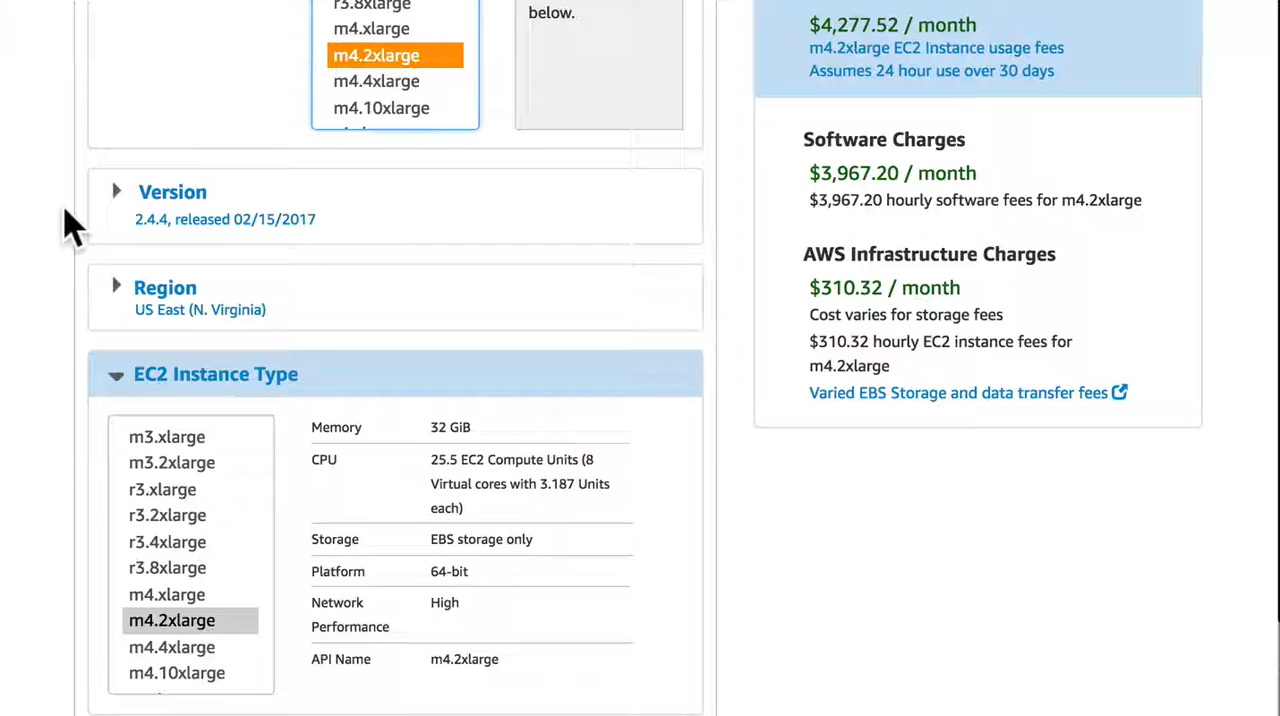 r3.8xlarge
m4.xlarge
m4.2xlarge
m4.4xlarge
m4.10xlarge
below.
Version
2.4.4, released 02/15/2017
Region
US East (N. Virginia)
EC2 Instance Type
m3.xlarge
m3.2xlarge
r3.xlarge
r3.2xlarge
r3.4xlarge
r3.8xlarge
m4.xlarge
m4.2xlarge
m4.4xlarge
m4.10xlarge
Memory 32 GiB
CPU 25.5 EC2 Compute Units (8
Virtual cores with 3.187 Units
each)
Storage EBS storage only
Platform 64-bit
Network High
Performance
API Name m4.2xlarge
$4,277.52 / month
m4.2xlarge EC2 Instance usage fees
Assumes 24 hour use over 30 days
Software Charges
$3,967.20 / month
$3,967.20 hourly software fees for m4.2xlarge
AWS Infrastructure Charges
$310.32 / month
Cost varies for storage fees
$310.32 hourly EC2 instance fees for
m4.2xlarge
Varied EBS Storage and data transfer fees